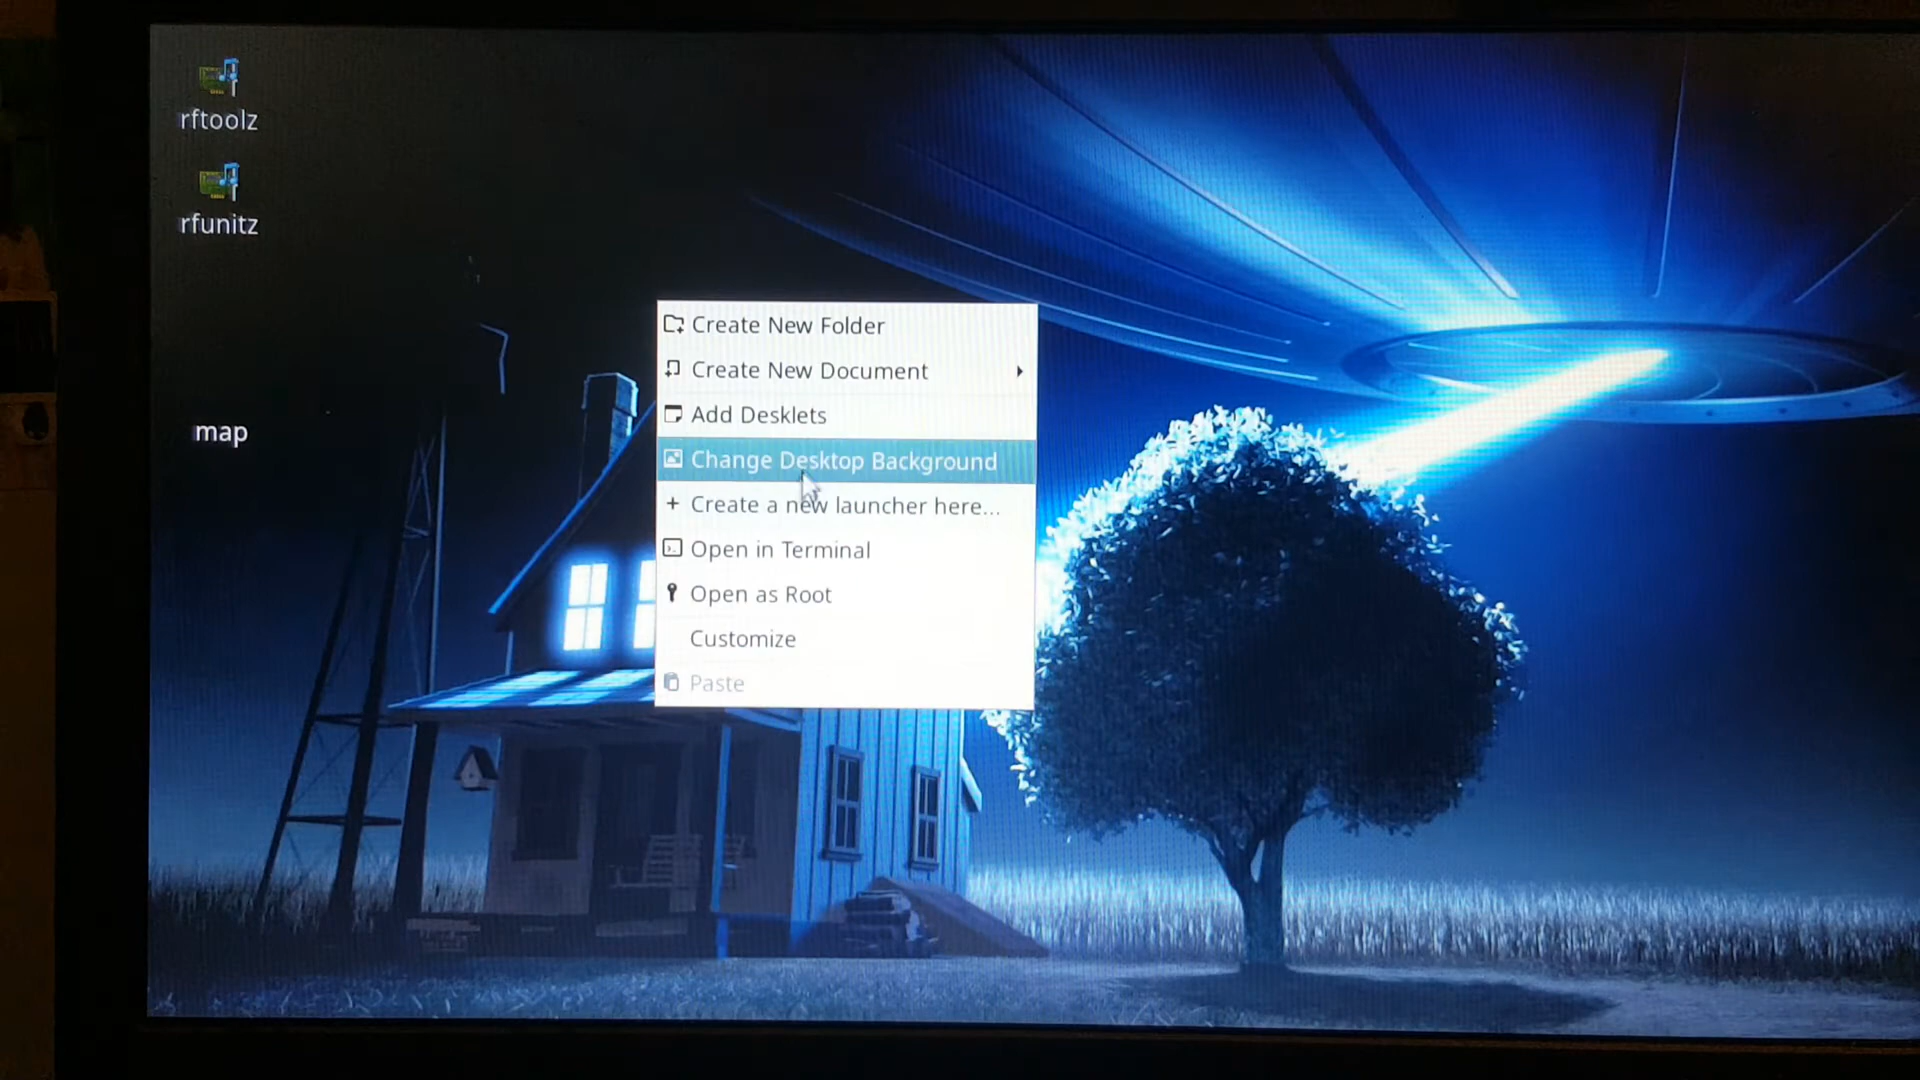 rftoolz
rfunitz
map
Create New Folder
Create New Document
Add Desklets
Change Desktop Background
Create a new launcher here...
Open in Terminal
Open as Root
Customize
Paste